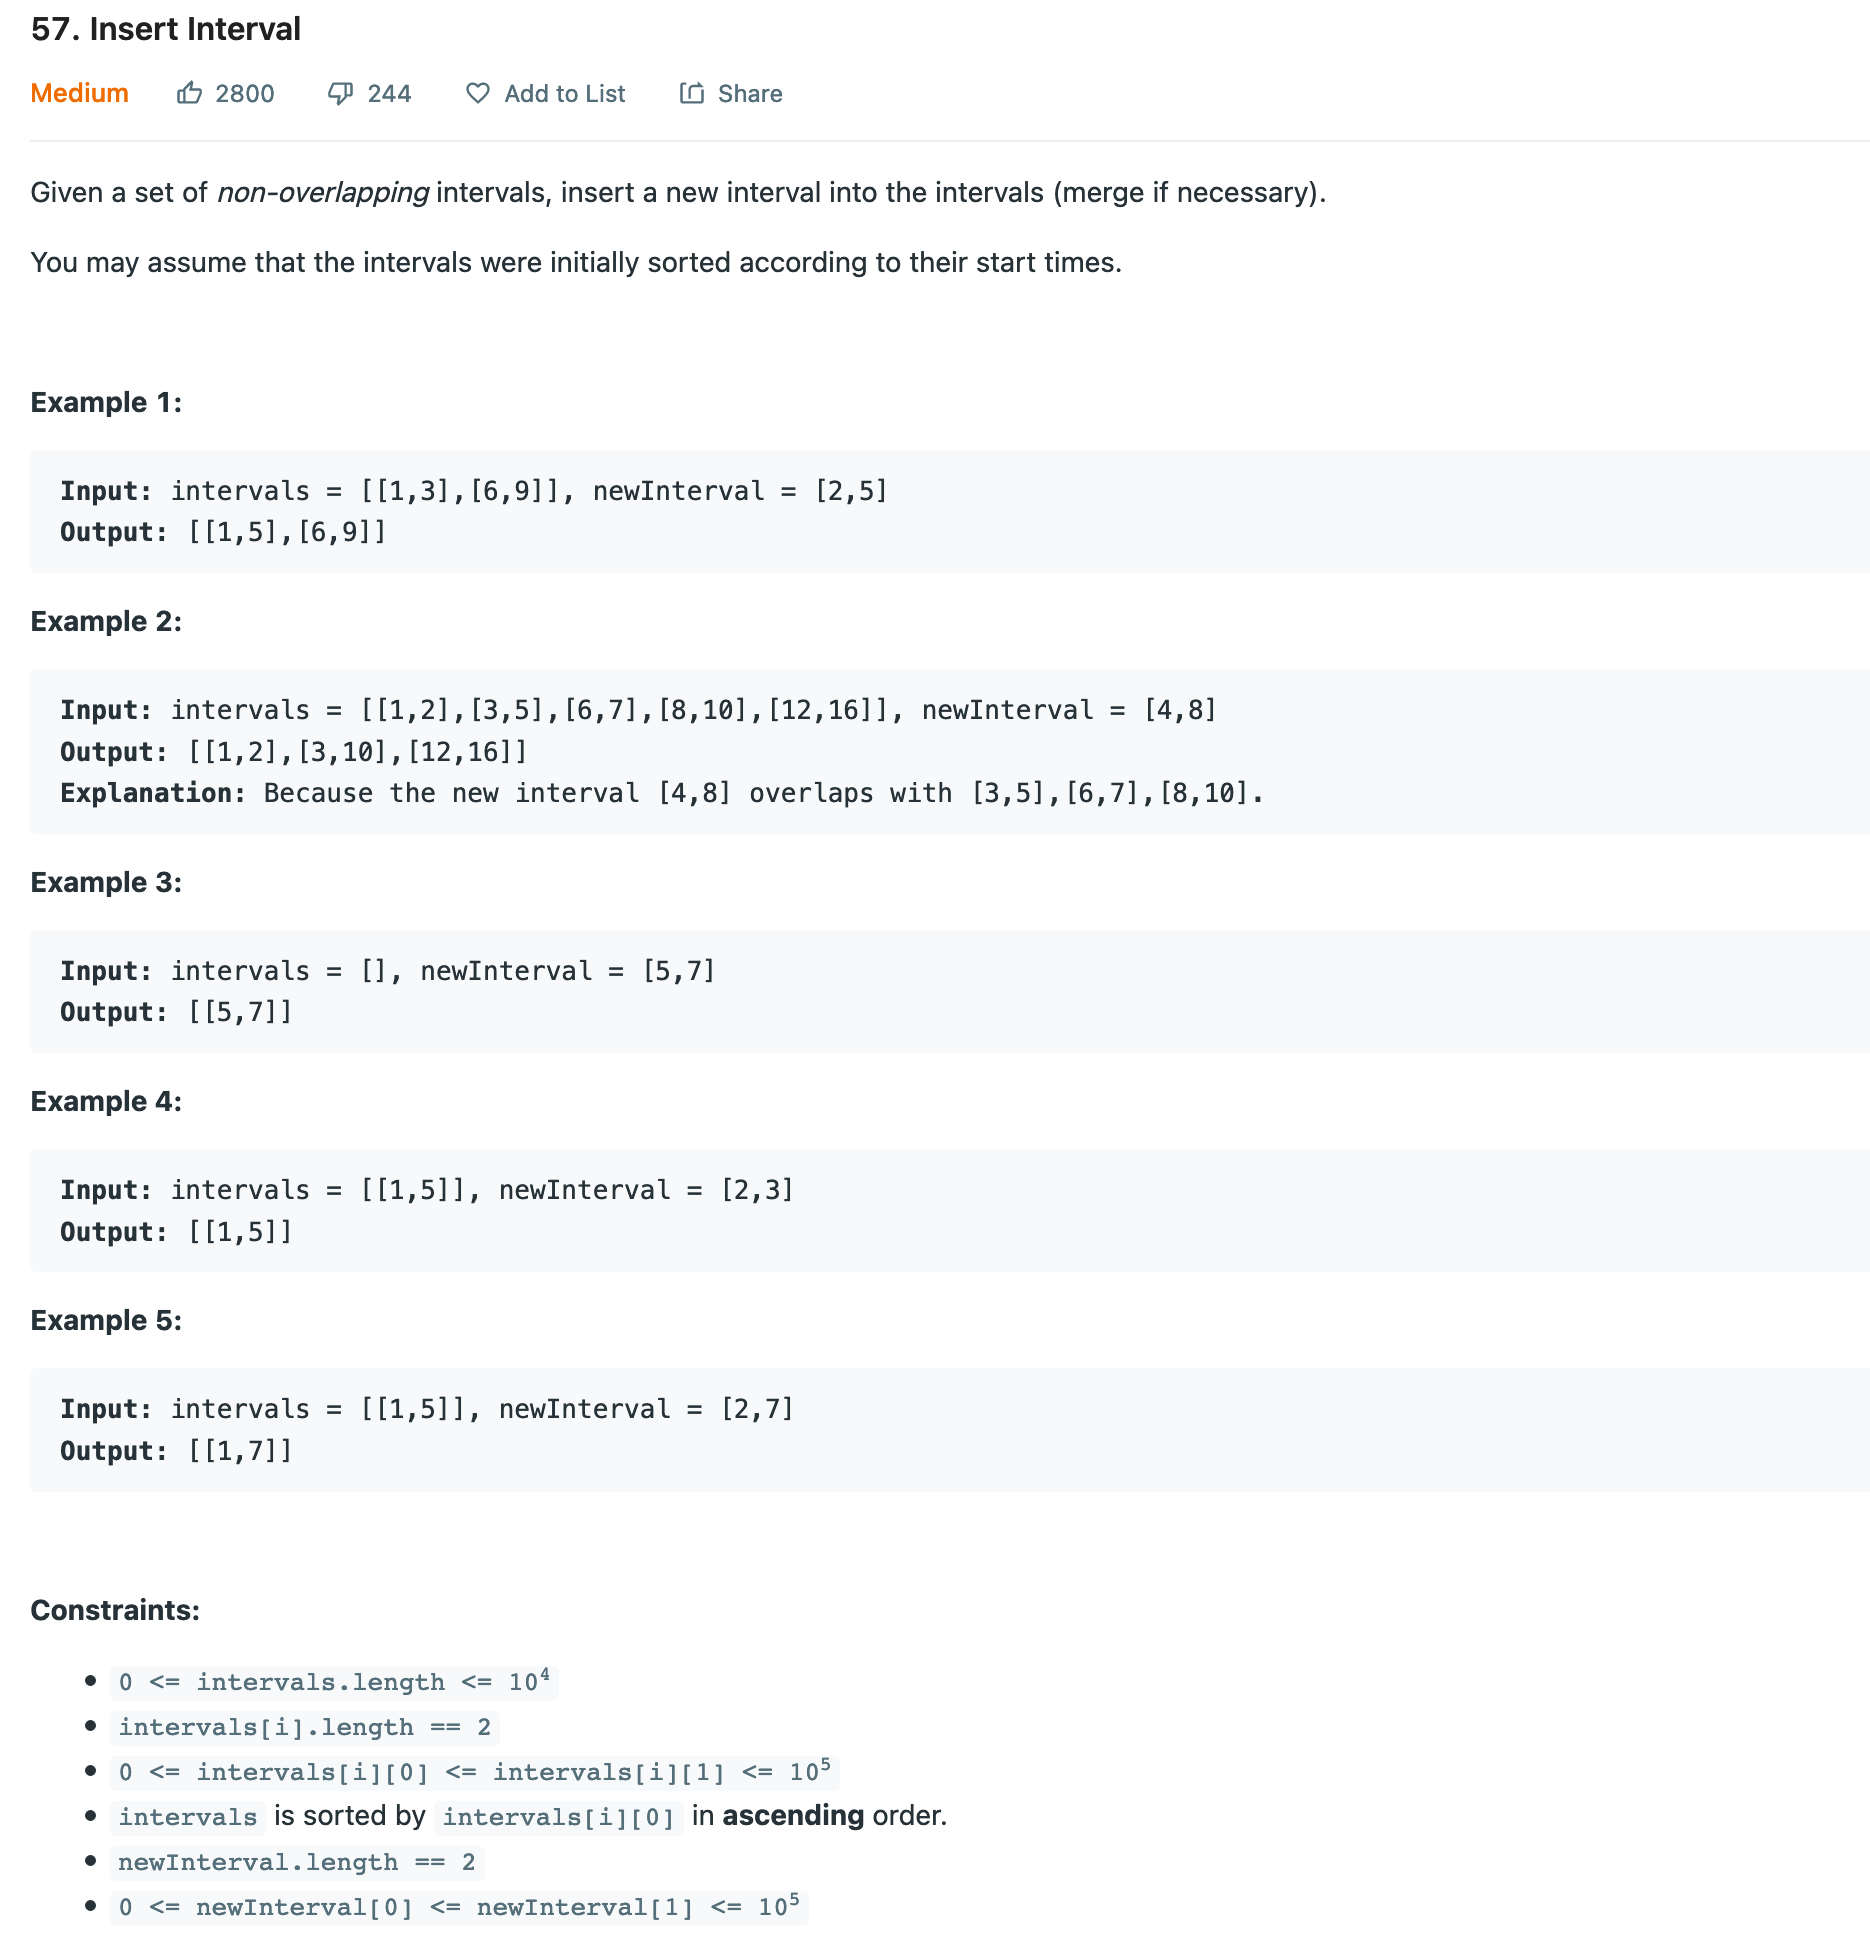 57. Insert Interval
Medium 2800 244 Add to List Share
Given a set of non-overlapping intervals, insert a new interval into the intervals (merge if necessary).
You may assume that the intervals were initially sorted according to their start times.
Example 1:
Input: intervals = [[1,3],[6,9]], newInterval = [2,5]
Output: [[1,5],[6,9]]
Example 2:
Input: intervals = [[1,2],[3,5],[6,7],[8,10],[12,16]], newInterval = [4,8]
Output: [[1,2],[3,10],[12,16]]
Explanation: Because the new interval [4,8] overlaps with [3,5],[6,7],[8,10].
Example 3:
Input: intervals = [], newInterval = [5,7]
Output: [[5,7]]
Example 4:
Input: intervals = [[1,5]], newInterval = [2,3]
Output: [[1,5]]
Example 5:
Input: intervals = [[1,5]], newInterval = [2,7]
Output: [[1,7]]
Constraints:
• 0 <= intervals.length <= 10⁴
• intervals[i].length == 2
• 0 <= intervals[i][0] <= intervals[i][1] <= 10⁵
• intervals is sorted by intervals[i][0] in ascending order.
• newInterval.length == 2
• 0 <= newInterval[0] <= newInterval[1] <= 10⁵